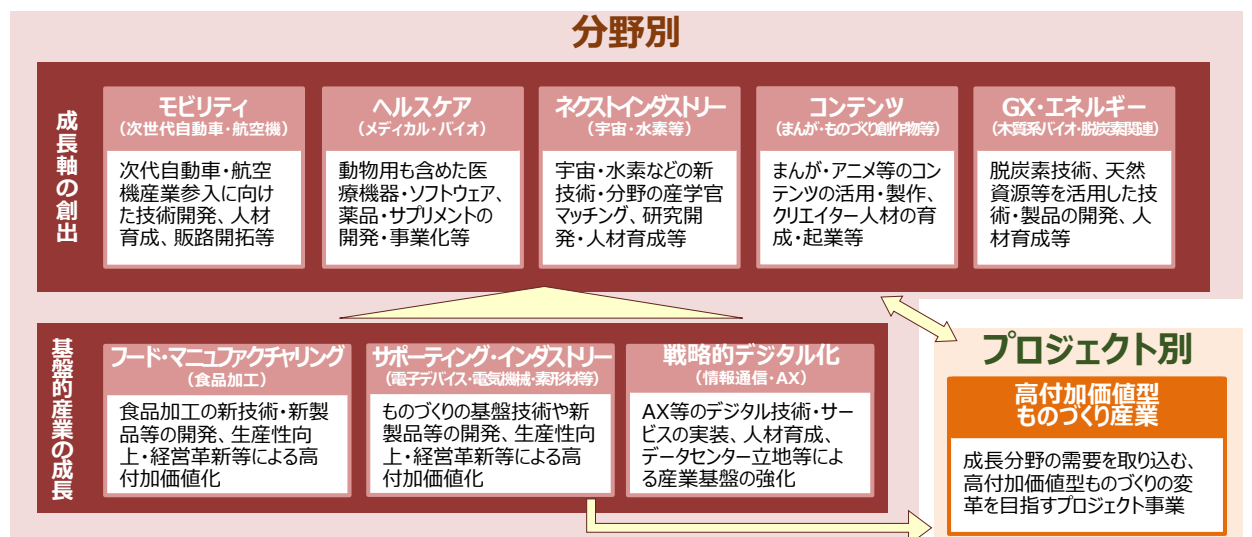 分野別
成長軸の創出
モビリティ
（次世代自動車・航空機）
次代自動車・航空
機産業参入に向け
た技術開発、人材
育成、販路開拓等
ヘルスケア
（メディカル・バイオ）
動物用も含めた医
療機器・ソフトウェア、
薬品・サプリメントの
開発・事業化等
ネクストインダストリー
（宇宙・水素等）
宇宙・水素などの新
技術・分野の産学官
マッチング、研究開
発・人材育成等
コンテンツ
（まんが・ものづくり創作物等）
まんが・アニメ等のコン
テンツの活用・製作、
クリエイター人材の育
成・起業等
GX・エネルギー
（木質系バイオ・脱炭素関連）
脱炭素技術、天然
資源等を活用した技
術・製品の開発、人
材育成等
基盤的産業の成長
フード・マニュファクチャリング
（食品加工）
食品加工の新技術・新製
品等の開発、生産性向
上・経営革新等による高
付加価値化
サポーティング・インダストリー
（電子デバイス・電気機械・素形材等）
ものづくりの基盤技術や新
製品等の開発、生産性向
上・経営革新等による高
付加価値化
戦略的デジタル化
（情報通信・AX）
AX等のデジタル技術・サー
ビスの実装、人材育成、
データセンター立地等によ
る産業基盤の強化
プロジェクト別
高付加価値型
ものづくり産業
成長分野の需要を取り込む、
高付加価値型ものづくりの変
革を目指すプロジェクト事業